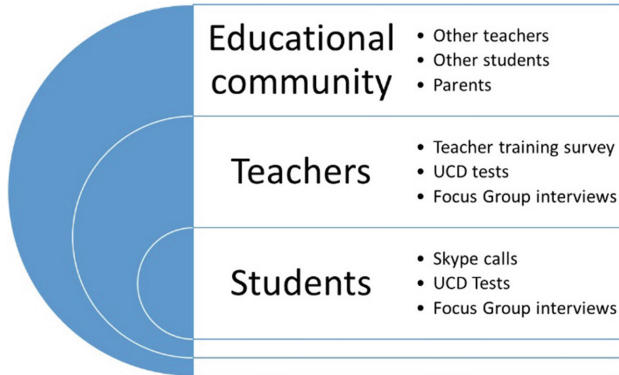 Educational
community
• Other teachers
• Other students
• Parents
Teachers
• Teacher training survey
• UCD tests
• Focus Group interviews
Students
• Skype calls
• UCD Tests
• Focus Group interviews